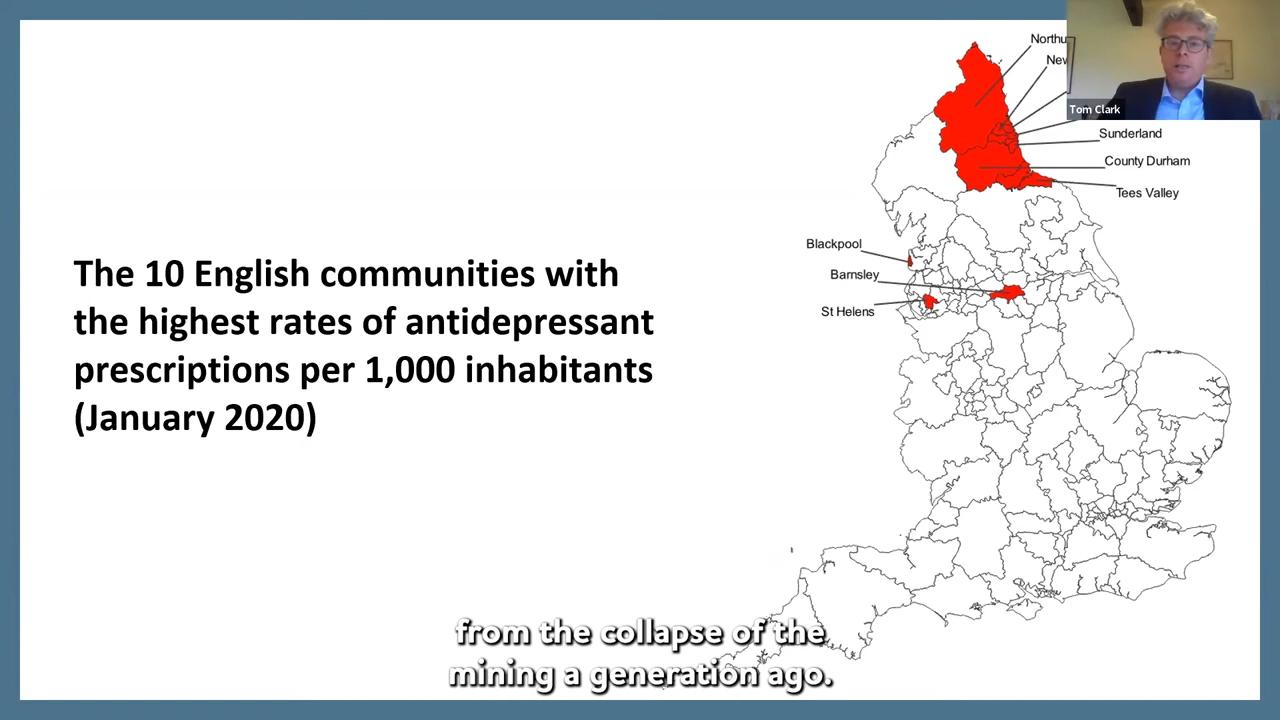 The 10 English communities with
the highest rates of antidepressant
prescriptions per 1,000 inhabitants
(January 2020)
Tom Clark
Sunderland
County Durham
Tees Valley
Blackpool
Barnsley
St Helens
from the collapse of the
mining a generation ago.